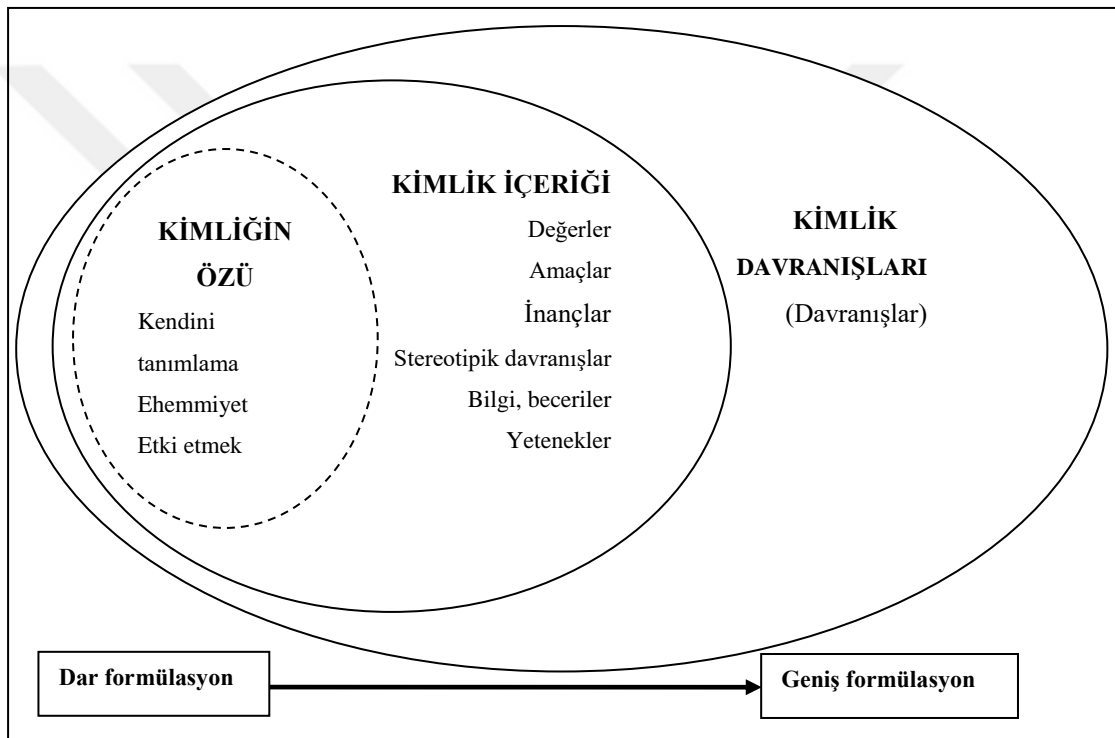 KİMLİĞİN
ÖZÜ
Kendini
tanımlama
Ehemmiyet
Etki etmek
KİMLİK İÇERİĞİ
Değerler
Amaçlar
İnançlar
Stereotipik davranışlar
Bilgi, beceriler
Yetenekler
KİMLİK
DAVRANIŞLARI
(Davranışlar)
Dar formülasyon
Geniş formülasyon